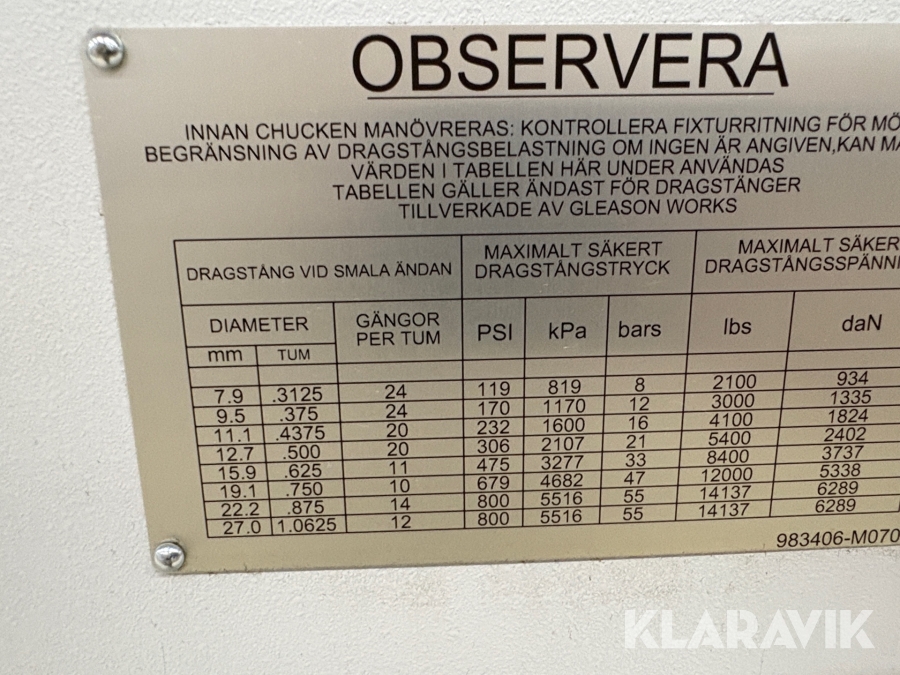 OBSERVERA
INNAN CHUCKEN MANÖVRERAS: KONTROLLERA FIXTURRITNING FÖR
BEGRÄNSNING AV DRAGSTÅNGSBELASTNING OM INGEN ÄR ANGIVEN,KAN
VÄRDEN I TABELLEN HÄR UNDER ANVÄNDAS
TABELLEN GÄLLER ÄNDAST FÖR DRAGSTÄNGER
TILLVERKADE AV GLEASON WORKS
DRAGSTÅNG VID SMALA ÄNDAN
MAXIMALT SÄKERT
DRAGSTÅNGSTRYCK
MAXIMALT SÄKER
DRAGSTÅNGSSPÄNN
DIAMETER
GÄNGOR
PER TUM
PSI kPa bars lbs daN
mm TUM
7.9 .3125 24 119 819 8 2100 934
9.5 .375 24 170 1170 12 3000 1335
11.1 .4375 20 232 1600 16 4100 1824
12.7 .500 20 306 2107 21 5400 2402
15.9 .625 11 475 3277 33 8400 3737
19.1 .750 10 679 4682 47 12000 5338
22.2 .875 14 800 5516 55 14137 6289
27.0 1.0625 12 800 5516 55 14137 6289
983406-M070
KLARAVIK